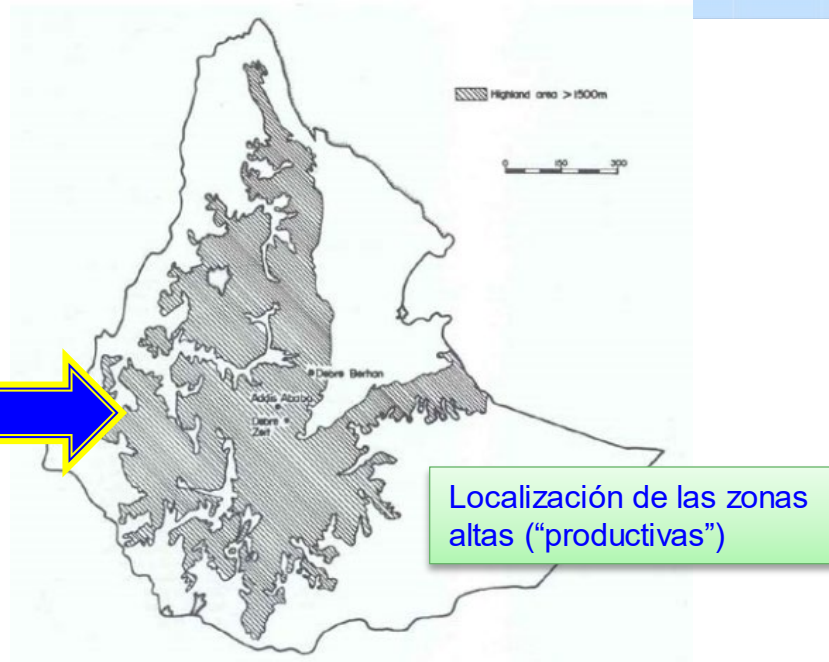 Highland area >1500m
0 150 300
Debre Berhan
Addis Ababa
Debre
Zeit
Localización de las zonas
altas (“productivas”)